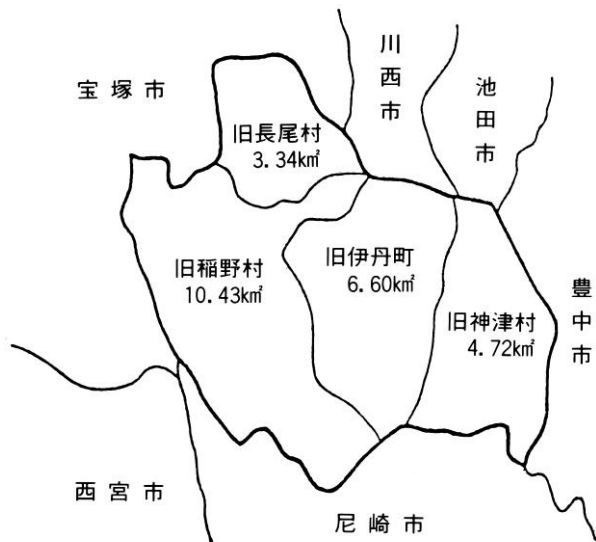 宝塚市
川西市
池田市
旧長尾村
3.34km²
旧稲野村
10.43km²
旧伊丹町
6.60km²
旧神津村
4.72km²
豊中市
西宮市
尼崎市